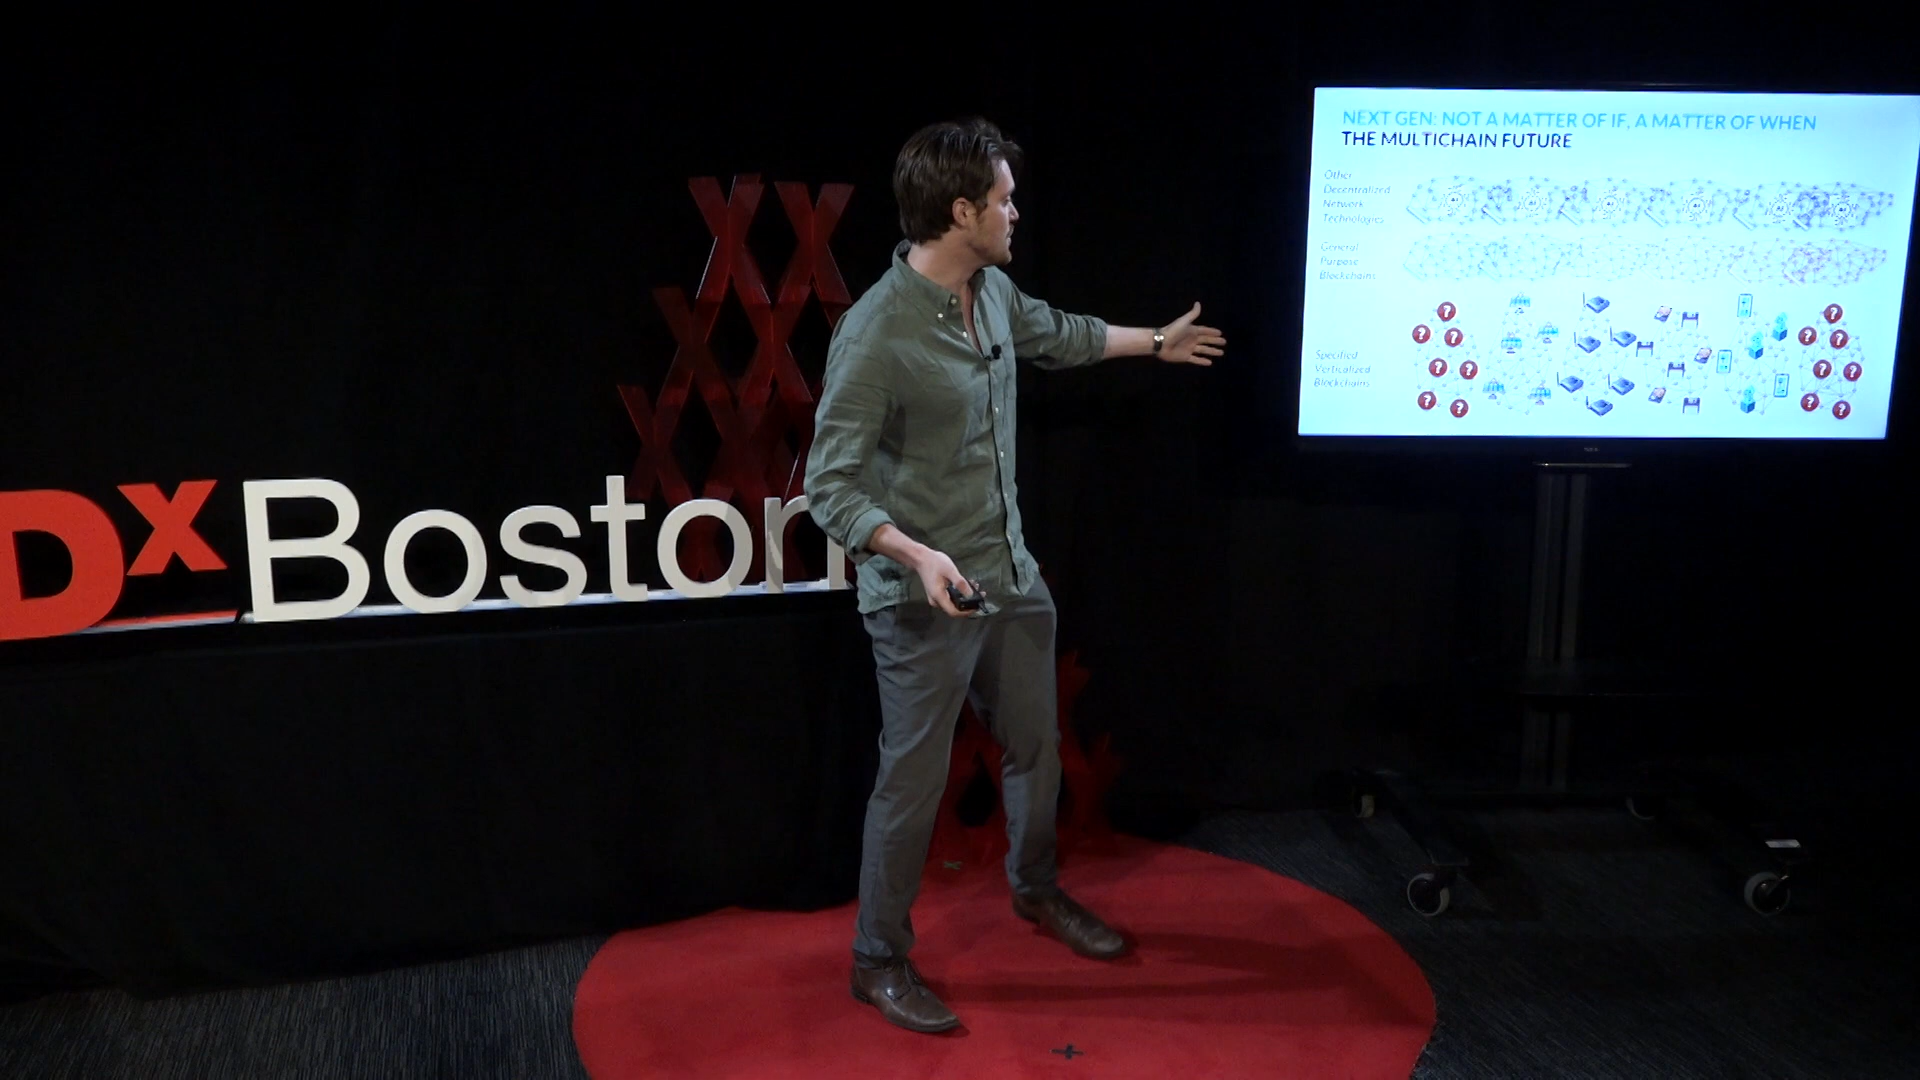 DxBoston
NEXT GEN: NOT A MATTER OF IF, A MATTER OF WHEN
THE MULTICHAIN FUTURE
Other
Decentralized
Network
Technologies
General
Purpose
Blockchains
Specified
Verticalized
Blockchains